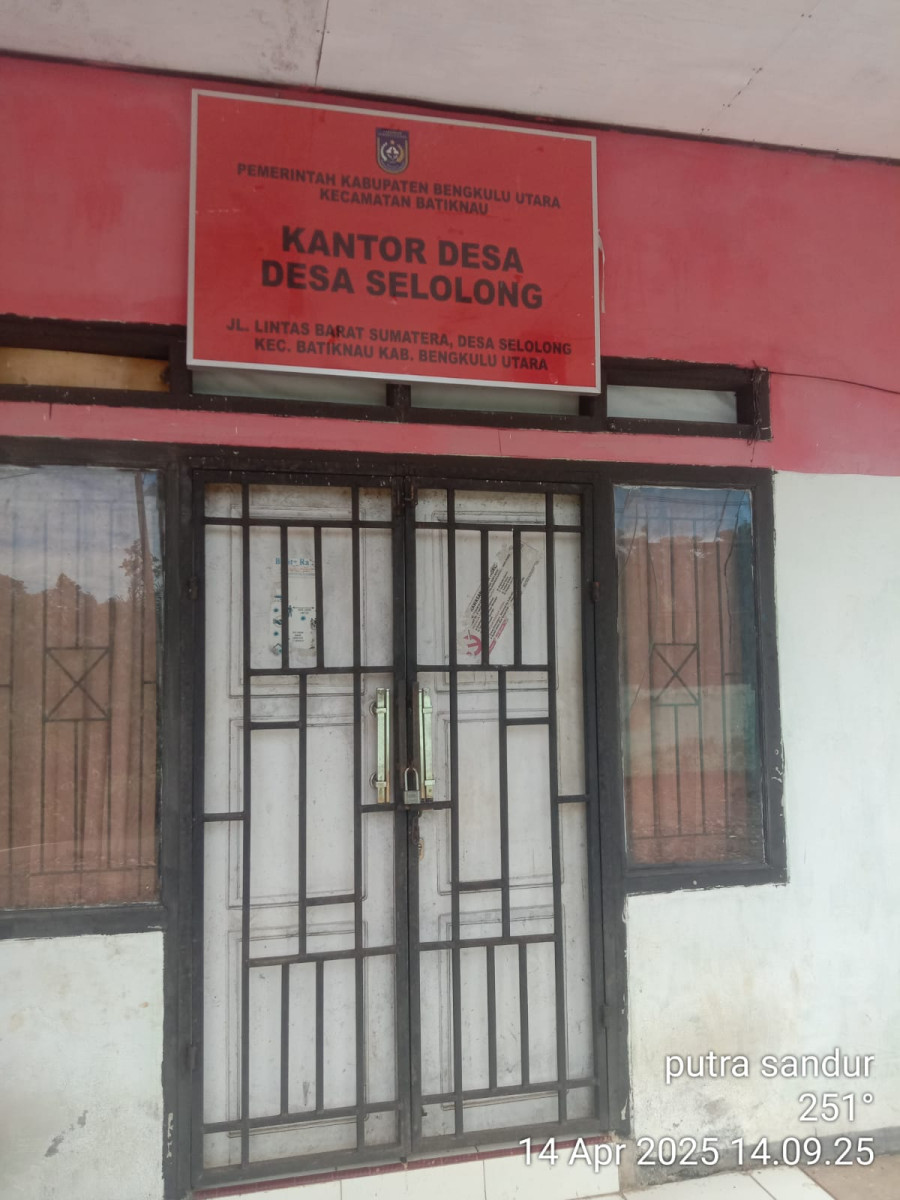 PEMERINTAH KABUPATEN BENGKULU UTARA
KECAMATAN BATIKNAU
KANTOR DESA
DESA SELOLONG
JL. LINTAS BARAT SUMATERA, DESA SELOLONG
KEC. BATIKNAU KAB. BENGKULU UTARA
putra sandur
251°
14 Apr 2025 14.09.25